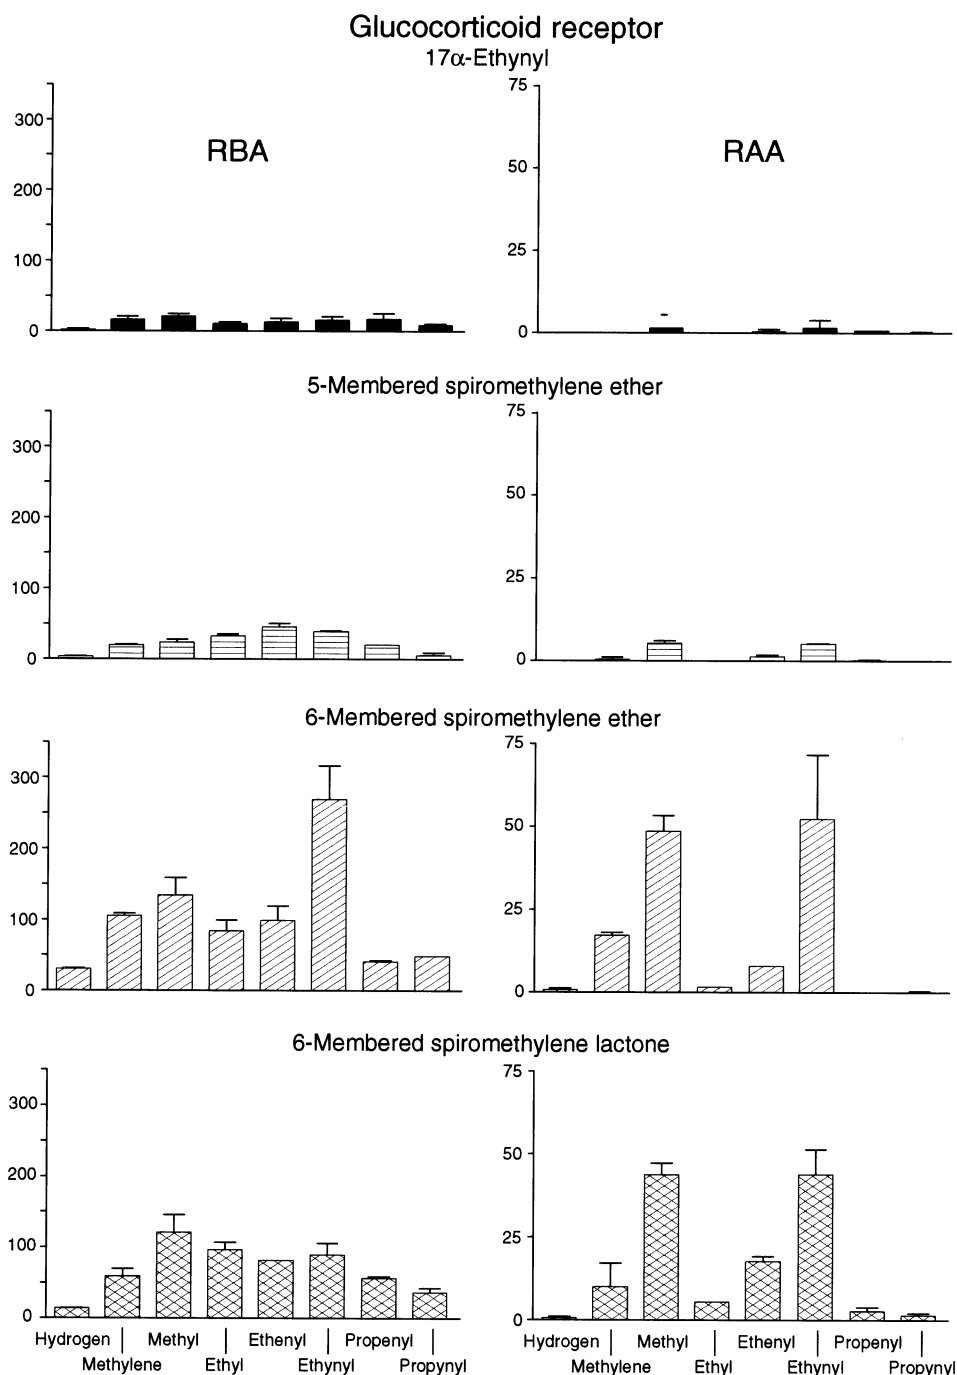 Glucocorticoid receptor
17α-Ethynyl
300
200
100
0
RBA
75
50
25
0
RAA
5-Membered spiromethylene ether
300
200
100
0
75
50
25
0
6-Membered spiromethylene ether
300
200
100
0
75
50
25
0
6-Membered spiromethylene lactone
300
200
100
0
75
50
25
0
Hydrogen Methyl Ethenyl Propenyl
Methylene Ethyl Ethynyl Propynyl
Hydrogen Methyl Ethenyl Propenyl
Methylene Ethyl Ethynyl Propynyl